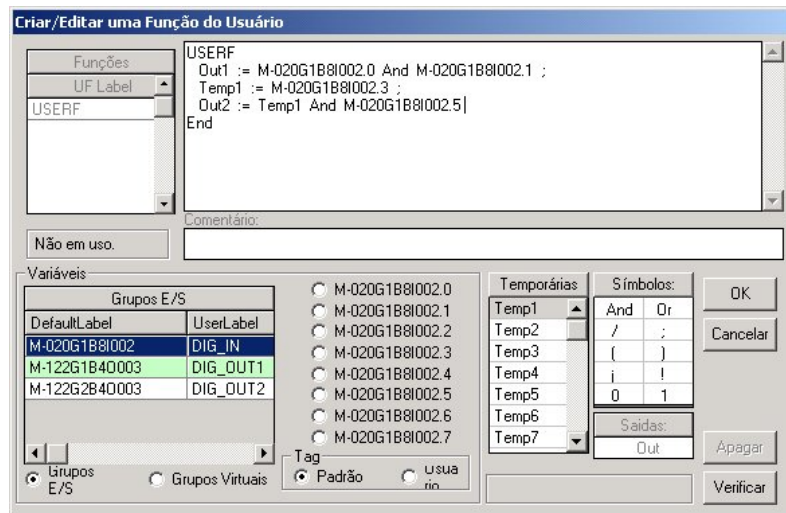 Criar/Editar uma Função do Usuário
Funções
UF Label
USERF
USERF
Out1 := M-020G1B8I002.0 And M-020G1B8I002.1 ;
Temp1 := M-020G1B8I002.3 ;
Out2 := Temp1 And M-020G1B8I002.5
End
Comentário:
Não em uso.
Variáveis
Grupos E/S
DefaultLabel UserLabel
M-020G1B8I002 DIG_IN
M-122G1B4O003 DIG_OUT1
M-122G2B4O003 DIG_OUT2
Grupos E/S
Grupos Virtuais
M-020G1B8I002.0
M-020G1B8I002.1
M-020G1B8I002.2
M-020G1B8I002.3
M-020G1B8I002.4
M-020G1B8I002.5
M-020G1B8I002.6
M-020G1B8I002.7
Tag
Padrão
Usua
rio
Temporárias
Temp1
Temp2
Temp3
Temp4
Temp5
Temp6
Temp7
Símbolos:
And Or
/ ;
( )
i !
0 1
Saidas:
Out
OK
Cancelar
Apagar
Verificar